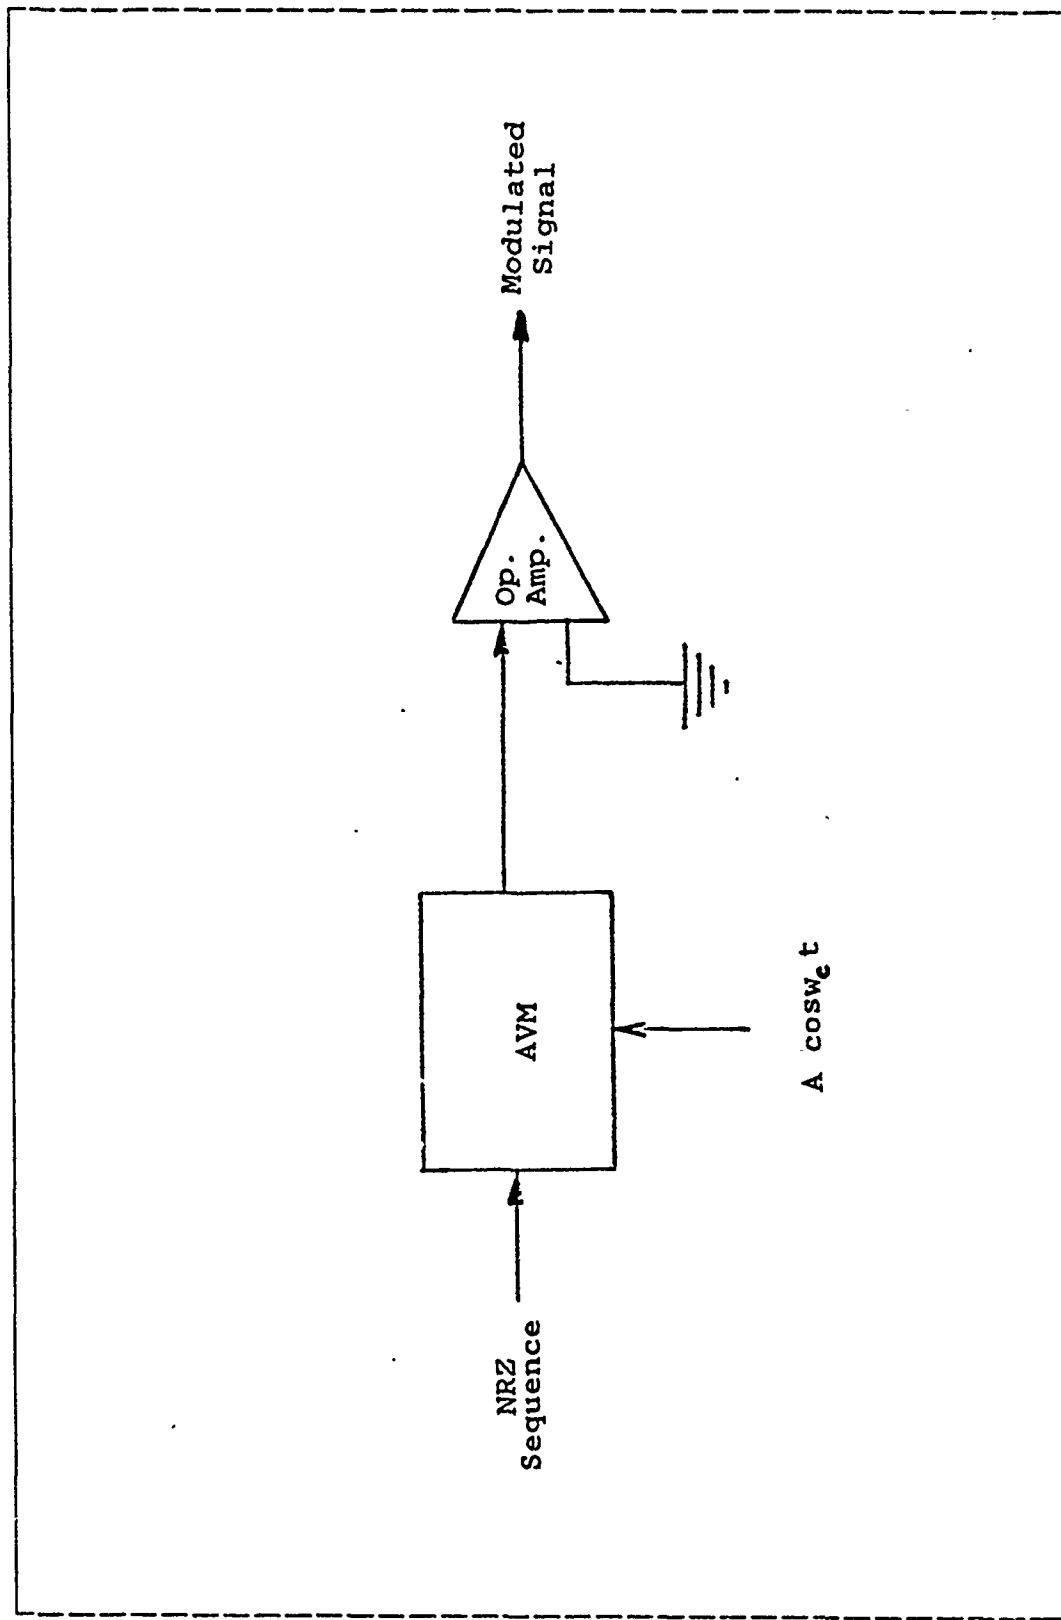 NRZ
Sequence
AVM
A cosw_c t
Op.
Amp.
Modulated
Signal